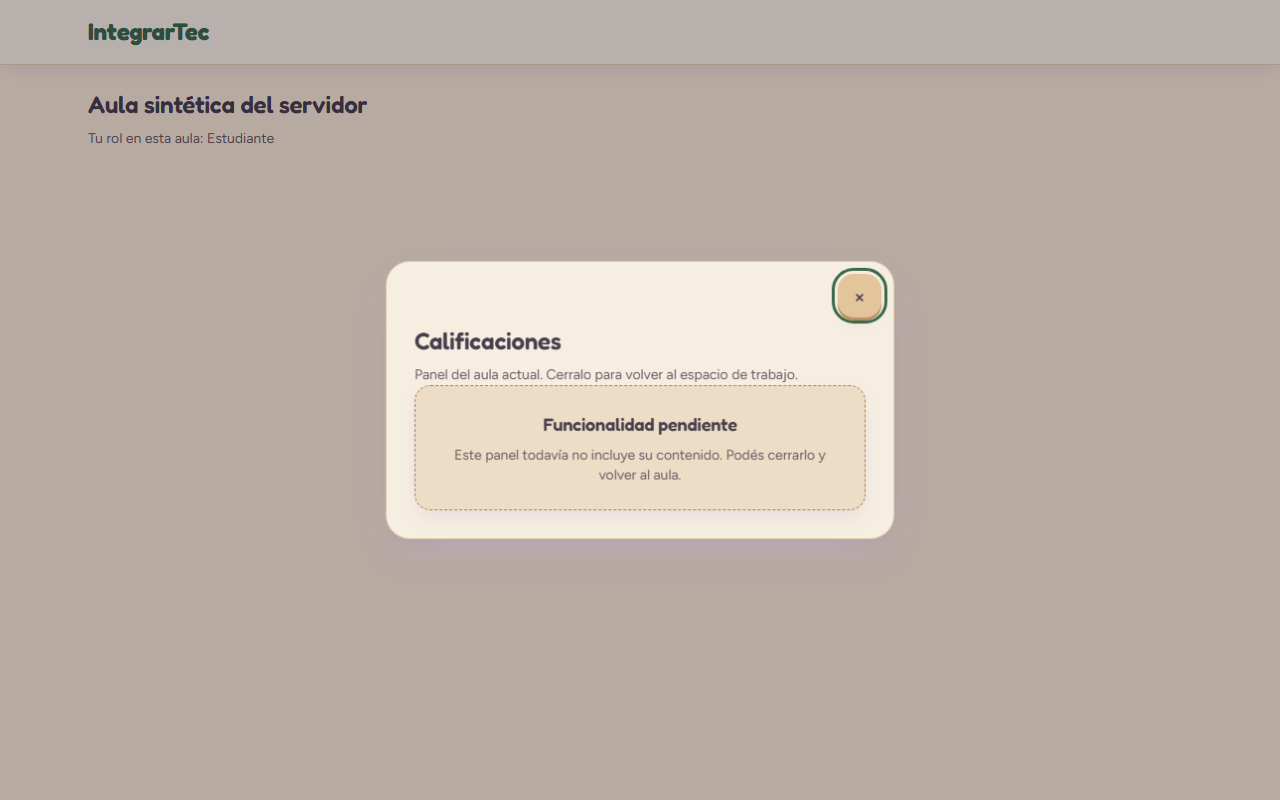 IntegrarTec
Aula sintética del servidor
Tu rol en esta aula: Estudiante
×
Calificaciones
Panel del aula actual. Cerralo para volver al espacio de trabajo.
Funcionalidad pendiente
Este panel todavía no incluye su contenido. Podés cerrarlo y
volver al aula.